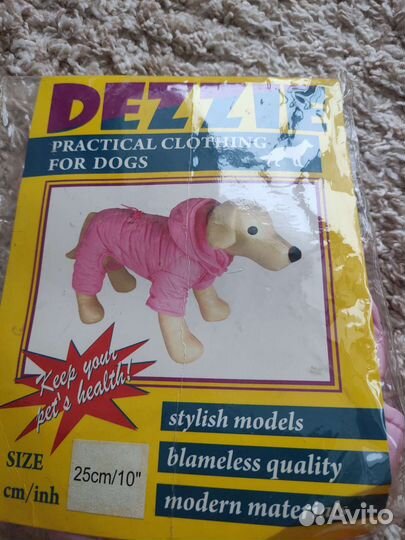 DEZZIE
PRACTICAL CLOTHING
FOR DOGS
Keep your
pet's health!
SIZE
cm/inh
25cm/10"
stylish models
blameless quality
modern materi
Avito